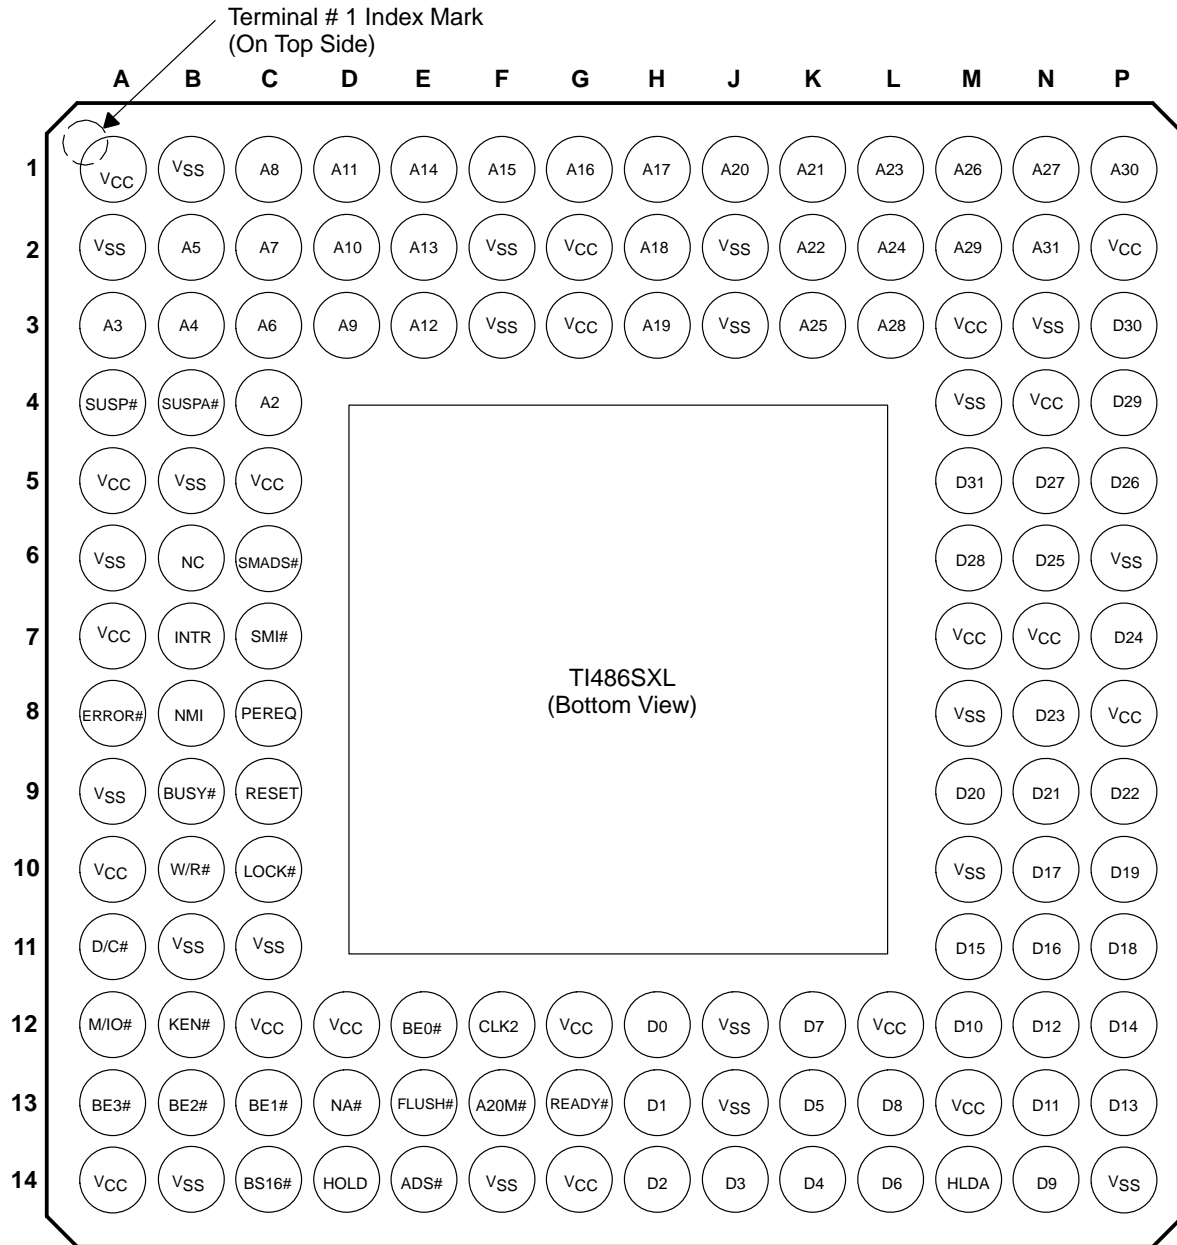 Terminal # 1 Index Mark
(On Top Side)
A B C D E F G H J K L M N P
1 VCC VSS A8 A11 A14 A15 A16 A17 A20 A21 A23 A26 A27 A30
2 VSS A5 A7 A10 A13 VSS VCC A18 VSS A22 A24 A29 A31 VCC
3 A3 A4 A6 A9 A12 VSS VCC A19 VSS A25 A28 VCC VSS D30
4 SUSP# SUSPA# A2 VSS VCC D29
5 VCC VSS VCC D31 D27 D26
6 VSS NC SMADS# D28 D25 VSS
7 VCC INTR SMI# VCC VCC D24
TI486SXL
(Bottom View)
8 ERROR# NMI PEREQ VSS D23 VCC
9 VSS BUSY# RESET D20 D21 D22
10 VCC W/R# LOCK# VSS D17 D19
11 D/C# VSS VSS D15 D16 D18
12 M/IO# KEN# VCC VCC BE0# CLK2 VCC D0 VSS D7 VCC D10 D12 D14
13 BE3# BE2# BE1# NA# FLUSH# A20M# READY# D1 VSS D5 D8 VCC D11 D13
14 VCC VSS BS16# HOLD ADS# VSS VCC D2 D3 D4 D6 HLDA D9 VSS